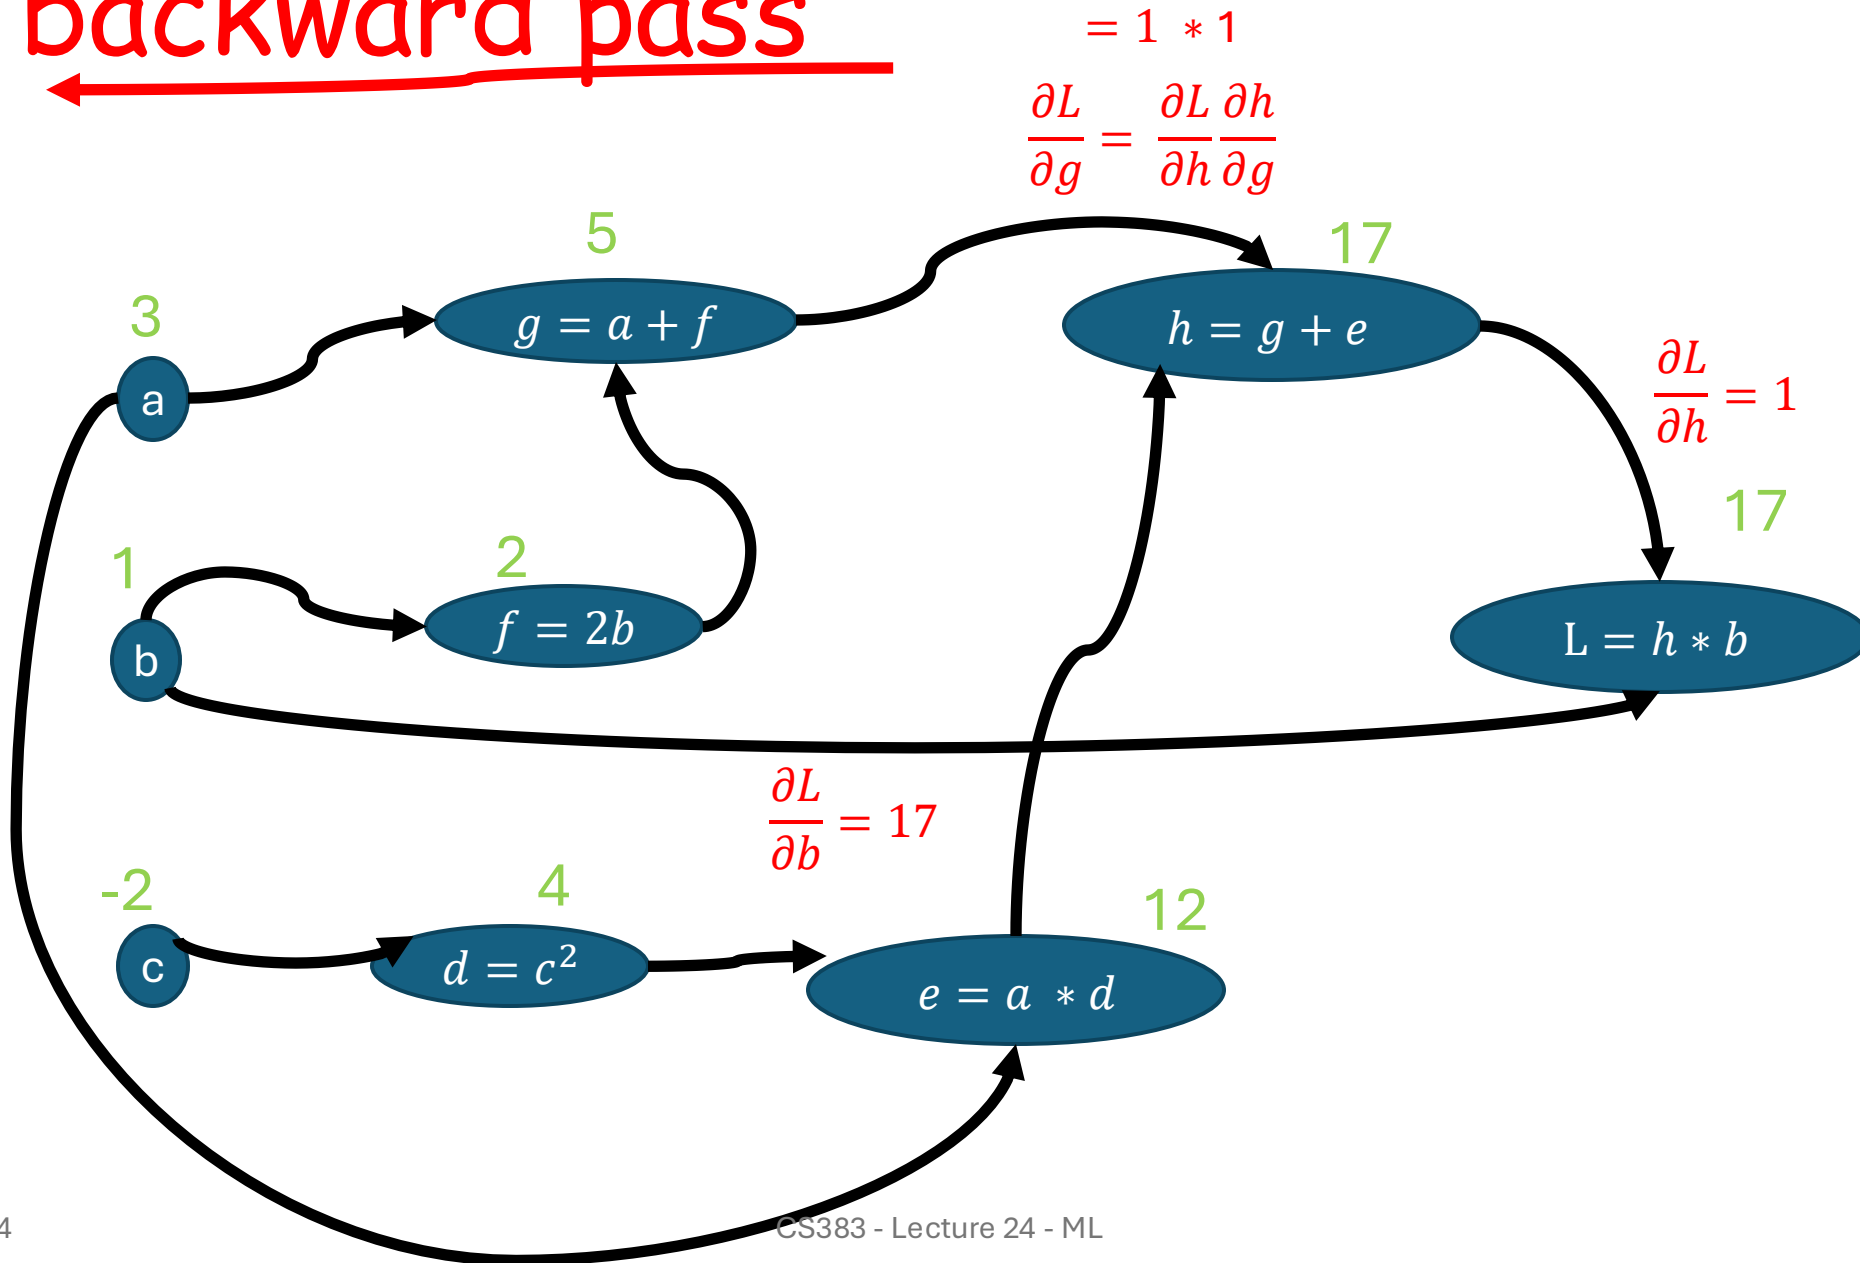 backward pass
= 1 * 1
∂L/∂g = ∂L/∂h ∂h/∂g
5
17
3
g = a + f
h = g + e
∂L/∂h = 1
a
17
1
2
f = 2b
L = h * b
b
∂L/∂b = 17
-2
4
12
c
d = c²
e = a * d
4
CS383 - Lecture 24 - ML